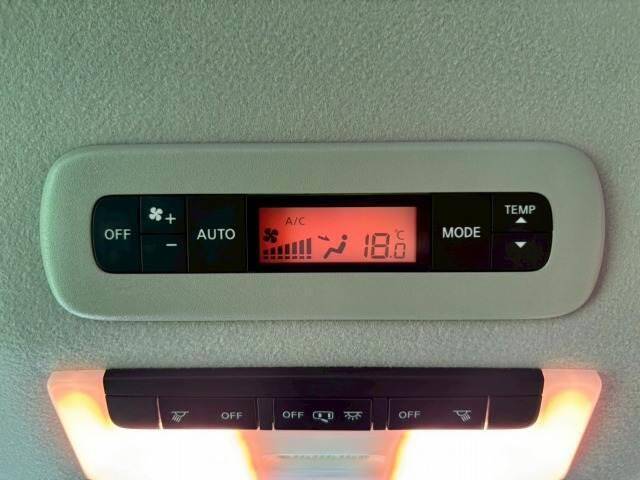 OFF + − AUTO A/C 18.0 °C MODE TEMP
OFF OFF OFF